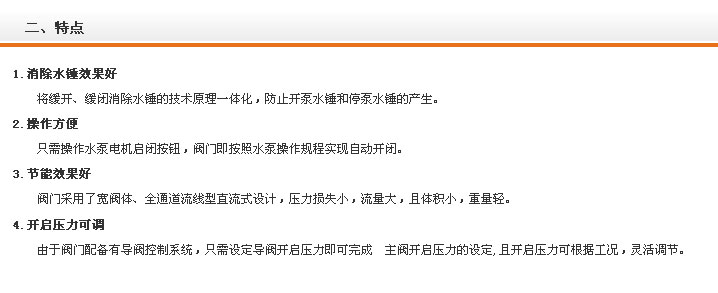 二、特点
1.消除水锤效果好
将缓开、缓闭消除水锤的技术原理一体化，防止开泵水锤和停泵水锤的产生。
2.操作方便
只需操作水泵电机启闭按钮，阀门即按照水泵操作规程实现自动开闭。
3.节能效果好
阀门采用了宽阀体、全通道流线型直流式设计，压力损失小，流量大，且体积小，重量轻。
4.开启压力可调
由于阀门配备有导阀控制系统，只需设定导阀开启压力即可完成　主阀开启压力的设定,且开启压力可根据工况，灵活调节。